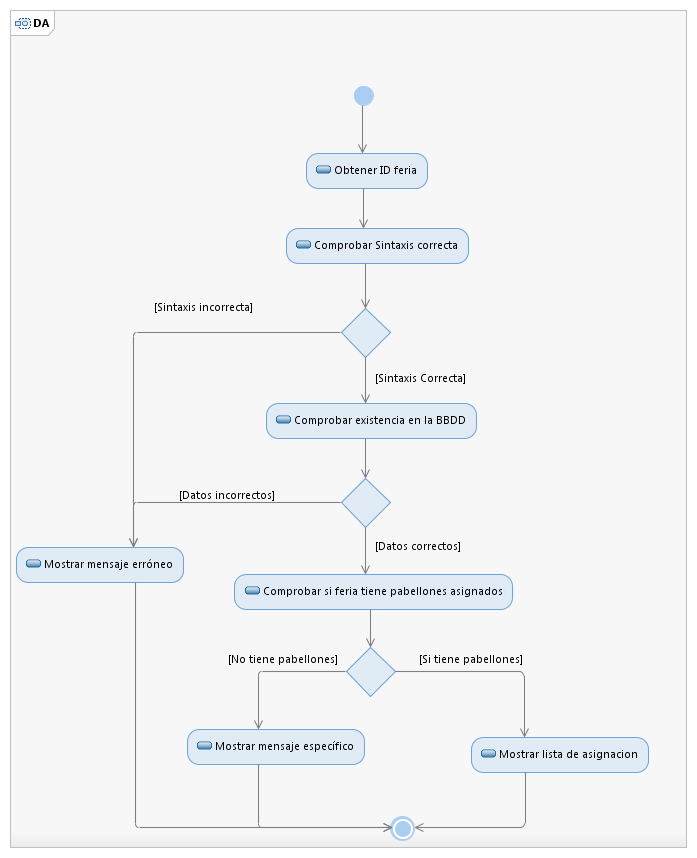 DA
Obtener ID feria
Comprobar Sintaxis correcta
[Sintaxis incorrecta]
[Sintaxis Correcta]
Comprobar existencia en la BBDD
[Datos incorrectos]
[Datos correctos]
Mostrar mensaje erróneo
Comprobar si feria tiene pabellones asignados
[No tiene pabellones]
[Si tiene pabellones]
Mostrar mensaje específico
Mostrar lista de asignacion